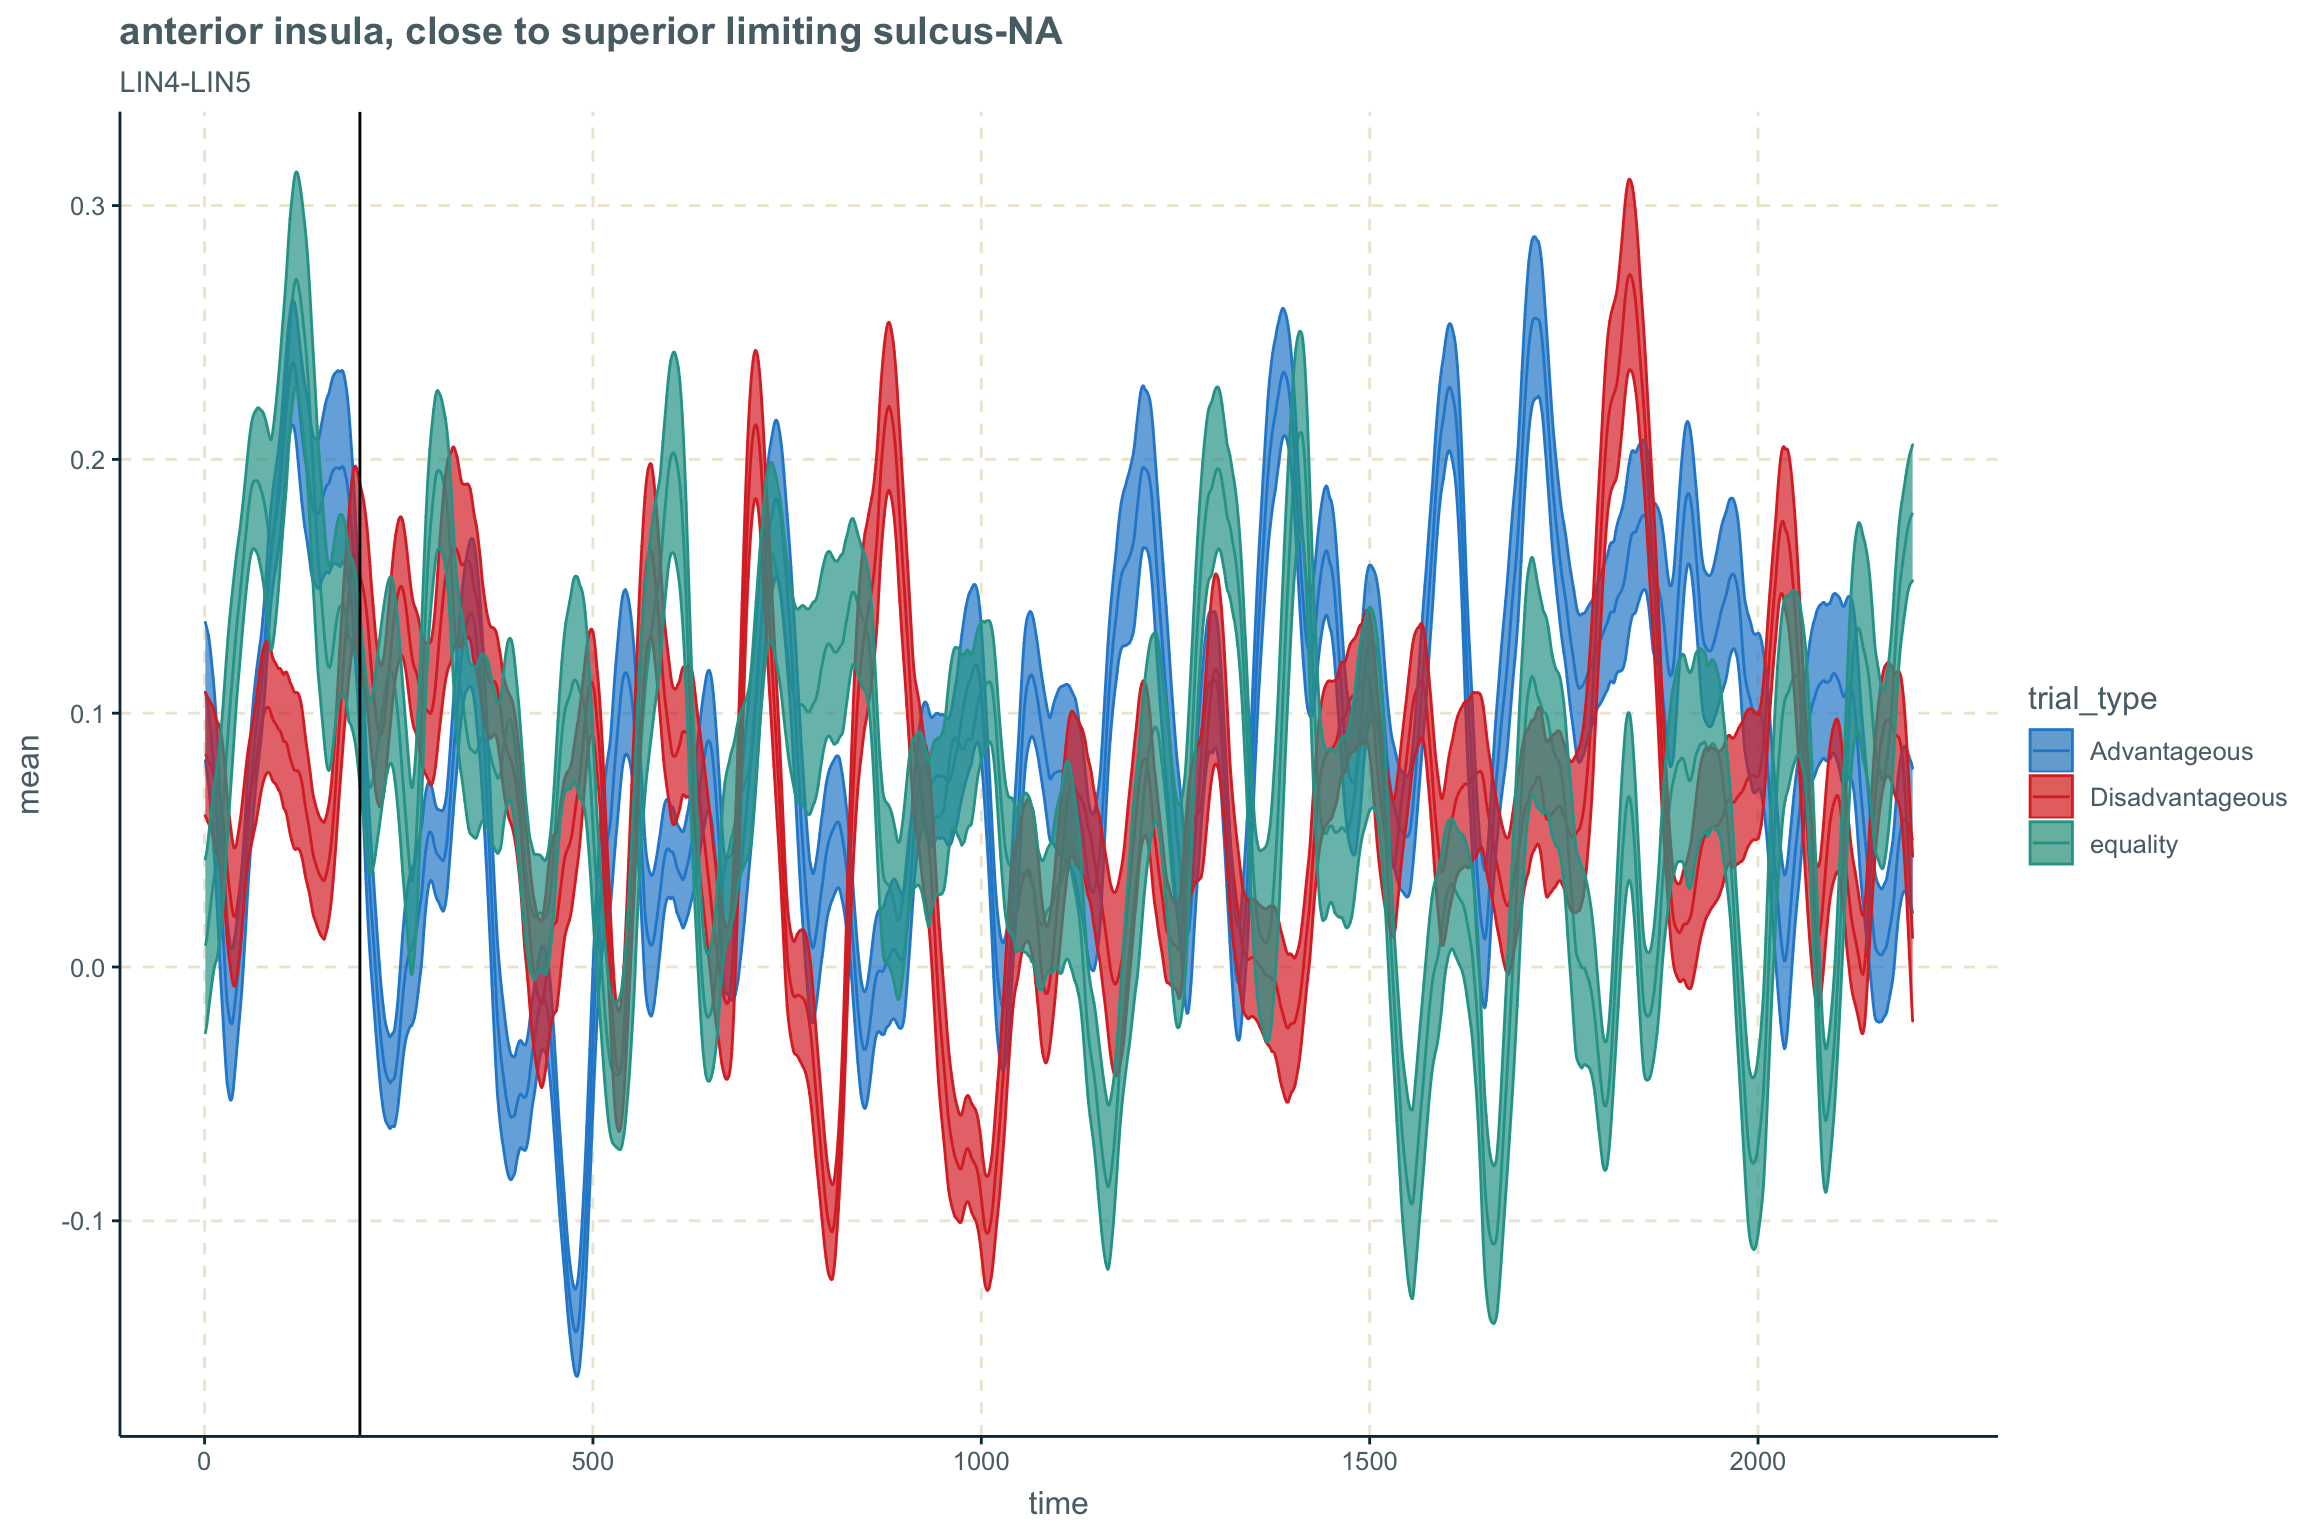 anterior insula, close to superior limiting sulcus-NA
LIN4-LIN5
mean
0.3
0.2
0.1
0.0
-0.1
0
500
1000
1500
2000
time
trial_type
Advantageous
Disadvantageous
equality